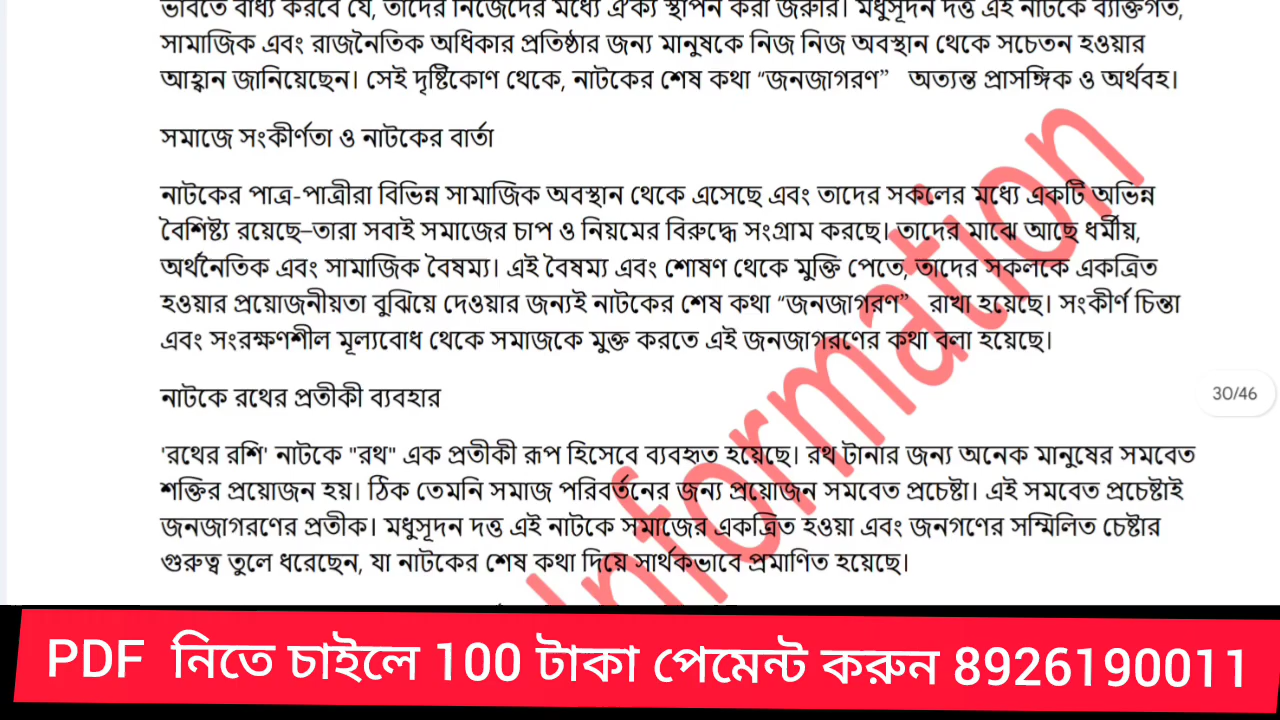 ভাবতে বাধ্য করবে যে, তাদের নিজেদের মধ্যে ঐক্য স্থাপন করা জরুরি। মধুসূদন দত্ত এই নাটকে ব্যক্তিগত,
সামাজিক এবং রাজনৈতিক অধিকার প্রতিষ্ঠার জন্য মানুষকে নিজ নিজ অবস্থান থেকে সচেতন হওয়ার
আহ্বান জানিয়েছেন। সেই দৃষ্টিকোণ থেকে, নাটকের শেষ কথা “জনজাগরণ” অত্যন্ত প্রাসঙ্গিক ও অর্থবহ।
সমাজে সংকীর্ণতা ও নাটকের বার্তা
নাটকের পাত্র-পাত্রীরা বিভিন্ন সামাজিক অবস্থান থেকে এসেছে এবং তাদের সকলের মধ্যে একটি অভিন্ন
বৈশিষ্ট্য রয়েছে–তারা সবাই সমাজের চাপ ও নিয়মের বিরুদ্ধে সংগ্রাম করছে। তাদের মাঝে আছে ধর্মীয়,
অর্থনৈতিক এবং সামাজিক বৈষম্য। এই বৈষম্য এবং শোষণ থেকে মুক্তি পেতে, তাদের সকলকে একত্রিত
হওয়ার প্রয়োজনীয়তা বুঝিয়ে দেওয়ার জন্যই নাটকের শেষ কথা “জনজাগরণ” রাখা হয়েছে। সংকীর্ণ চিন্তা
এবং সংরক্ষণশীল মূল্যবোধ থেকে সমাজকে মুক্ত করতে এই জনজাগরণের কথা বলা হয়েছে।
নাটকে রথের প্রতীকী ব্যবহার
30/46
'রথের রশি' নাটকে "রথ" এক প্রতীকী রূপ হিসেবে ব্যবহৃত হয়েছে। রথ টানার জন্য অনেক মানুষের সমবেত
শক্তির প্রয়োজন হয়। ঠিক তেমনি সমাজ পরিবর্তনের জন্য প্রয়োজন সমবেত প্রচেষ্টা। এই সমবেত প্রচেষ্টাই
জনজাগরণের প্রতীক। মধুসূদন দত্ত এই নাটকে সমাজের একত্রিত হওয়া এবং জনগণের সম্মিলিত চেষ্টার
গুরুত্ব তুলে ধরেছেন, যা নাটকের শেষ কথা দিয়ে সার্থকভাবে প্রমাণিত হয়েছে।
Information
PDF নিতে চাইলে 100 টাকা পেমেন্ট করুন 8926190011